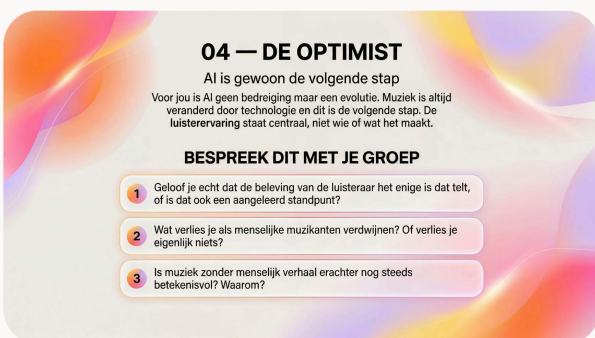 04 — DE OPTIMIST
AI is gewoon de volgende stap
Voor jou is AI geen bedreiging maar een evolutie. Muziek is altijd
veranderd door technologie en dit is de volgende stap. De
luisterervaring staat centraal, niet wie of wat het maakt.
BESPREEK DIT MET JE GROEP
1 Geloof je echt dat de beleving van de luisteraar het enige is dat telt,
of is dat ook een aangeleerd standpunt?
2 Wat verlies je als menselijke muzikanten verdwijnen? Of verlies je
eigenlijk niets?
3 Is muziek zonder menselijk verhaal erachter nog steeds
betekenisvol? Waarom?